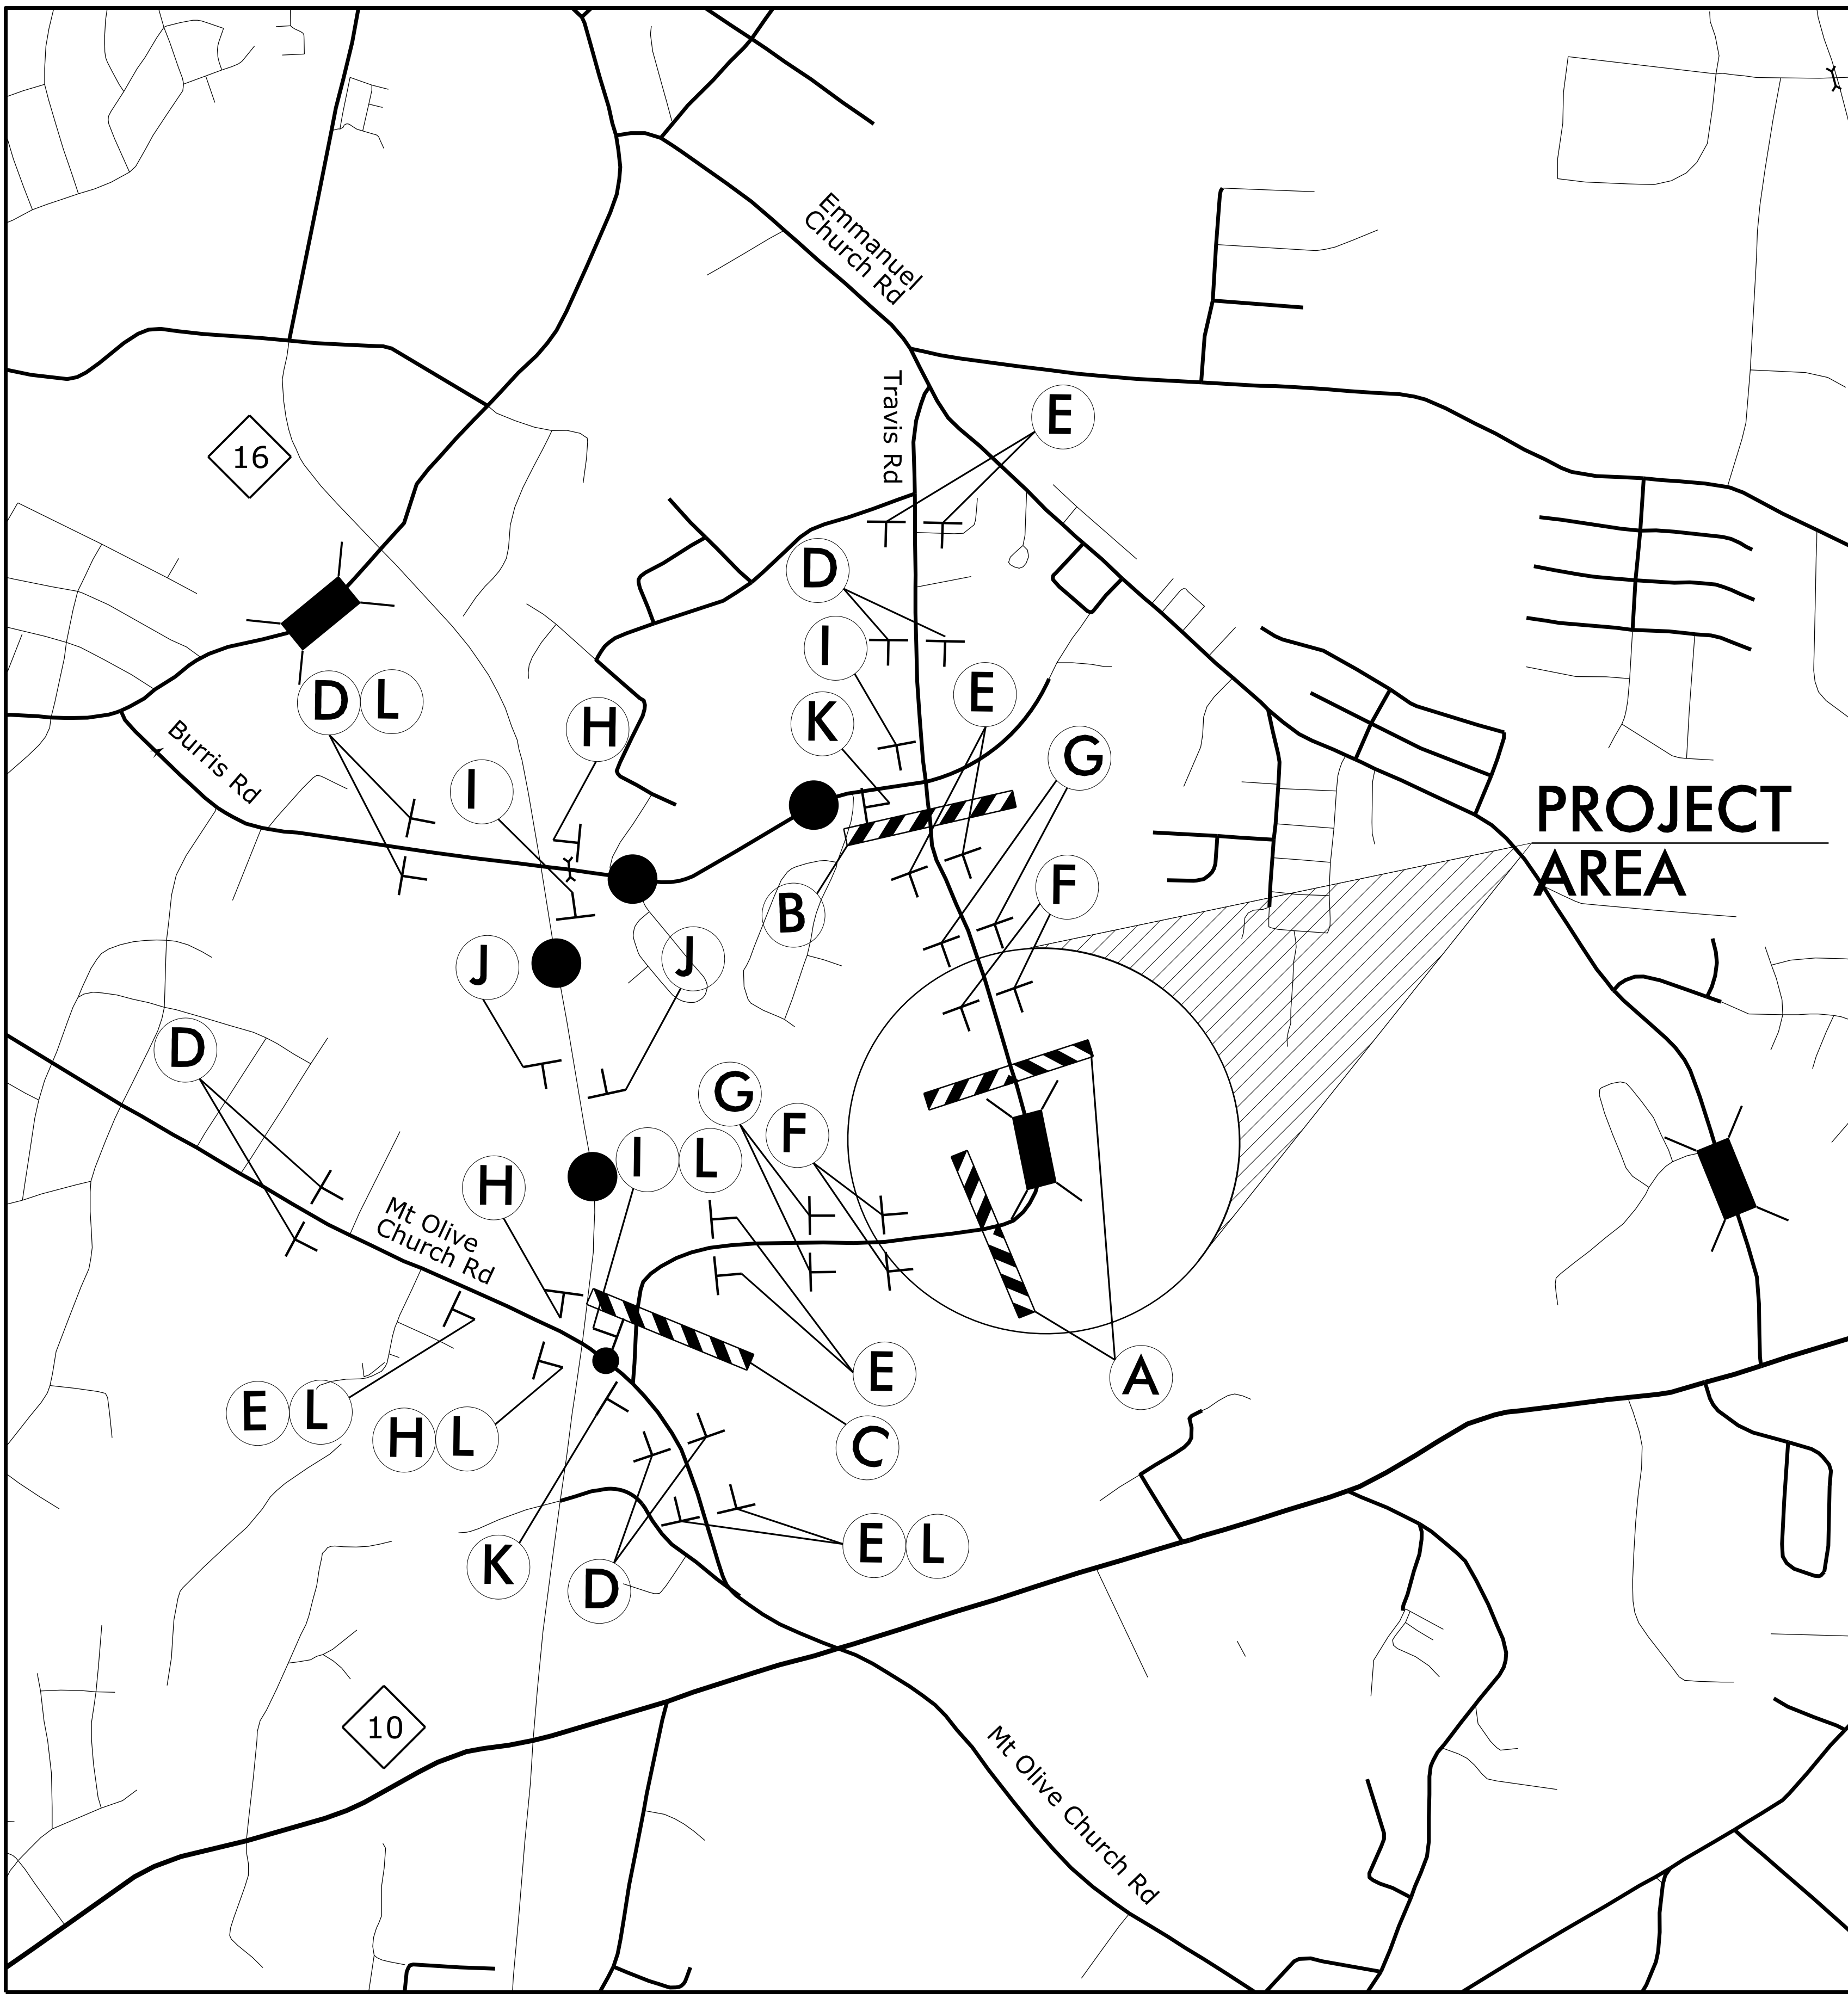 Emmanuel
Church Rd
Travis Rd
E
16
D
I
D L
H
K
E
Burris Rd
I
G
PROJECT
AREA
F
B
J
J
D
G
F
I L
H
Mt Olive
Church Rd
E
A
E L
H L
C
K
D
E L
10
Mt Olive Church Rd